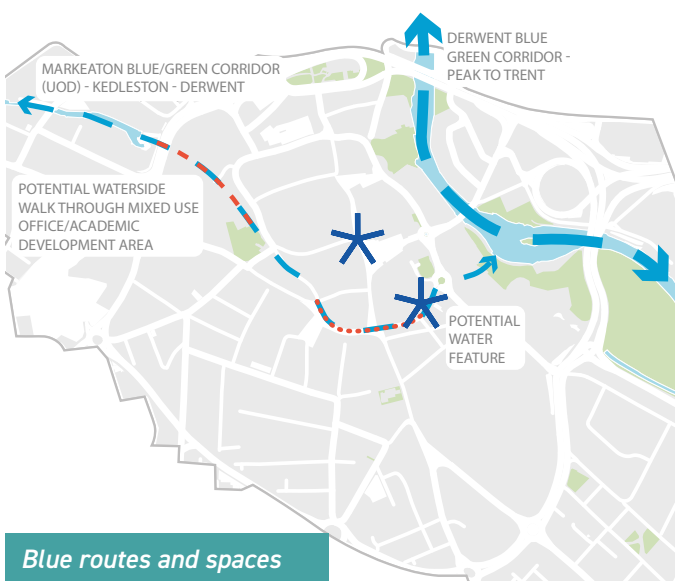 DERWENT BLUE
GREEN CORRIDOR -
PEAK TO TRENT
MARKEATON BLUE/GREEN CORRIDOR
(UOD) - KEDLESTON - DERWENT
POTENTIAL WATERSIDE
WALK THROUGH MIXED USE
OFFICE/ACADEMIC
DEVELOPMENT AREA
POTENTIAL
WATER
FEATURE
Blue routes and spaces